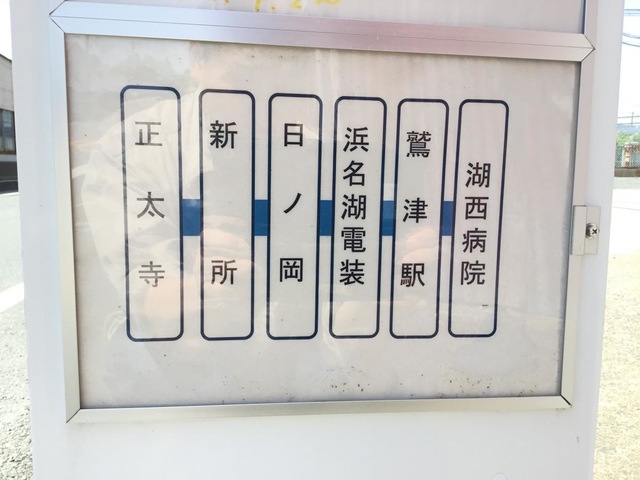 正太寺
新所
日ノ岡
浜名湖電装
鷲津駅
湖西病院